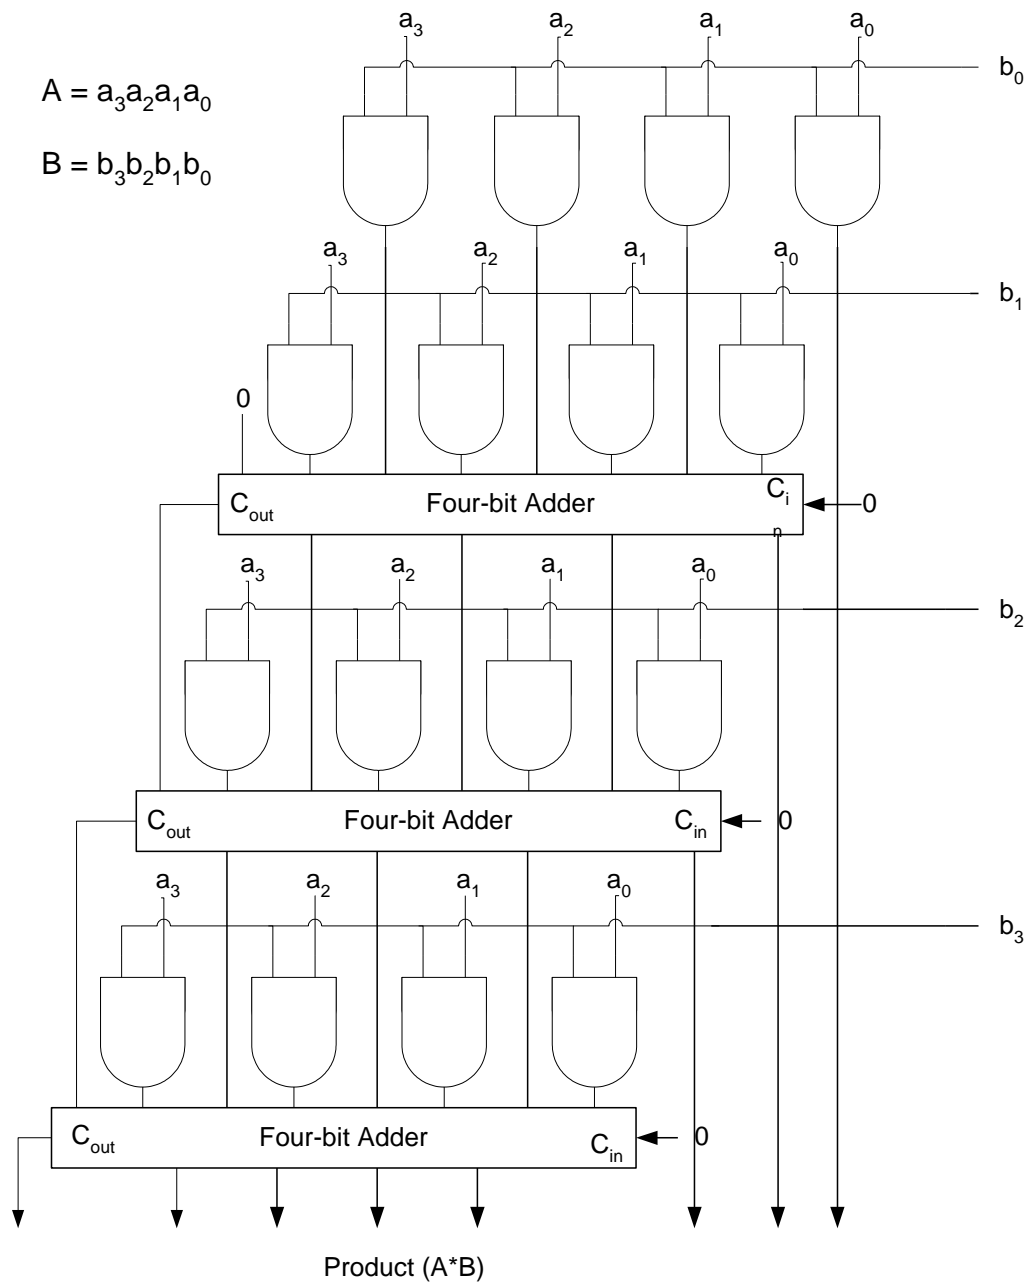 a3 a2 a1 a0
b0
A = a3a2a1a0
B = b3b2b1b0
a3 a2 a1 a0
b1
0
Cout Four-bit Adder Ci
n
0
a3 a2 a1 a0
b2
Cout Four-bit Adder Cin 0
a3 a2 a1 a0
b3
Cout Four-bit Adder Cin 0
Product (A*B)